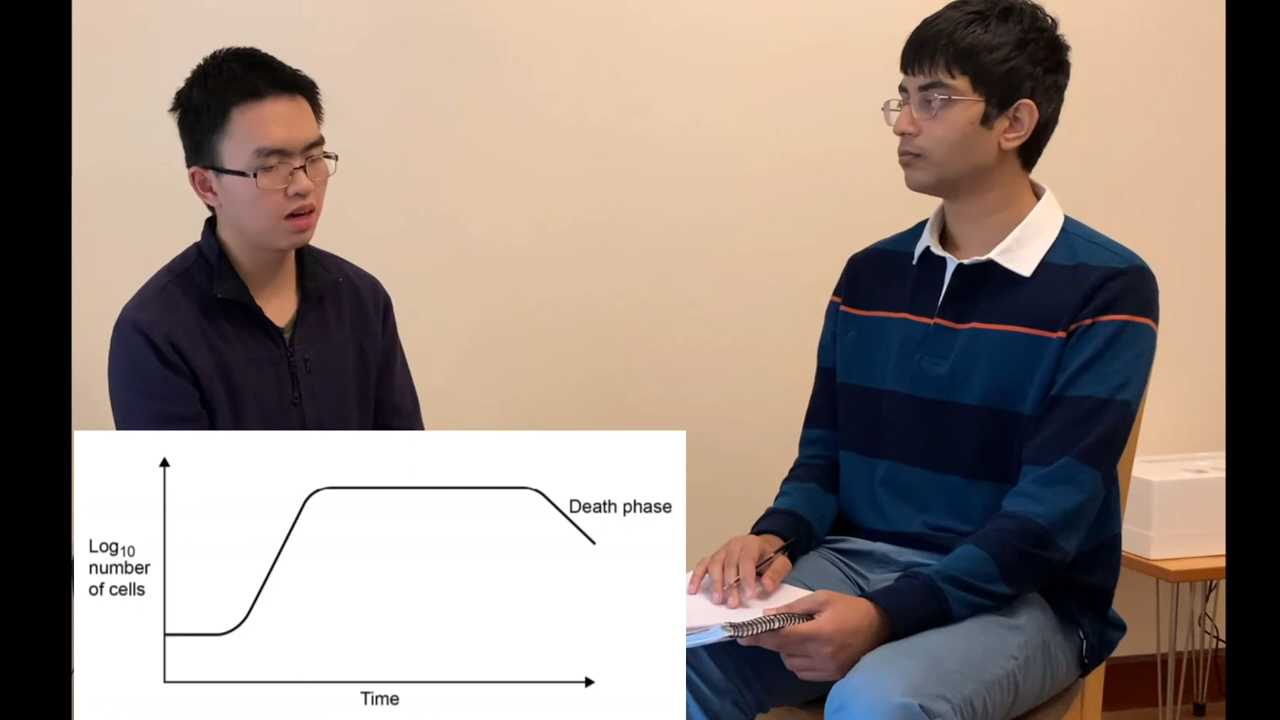 Death phase
Log₁₀
number
of cells
Time